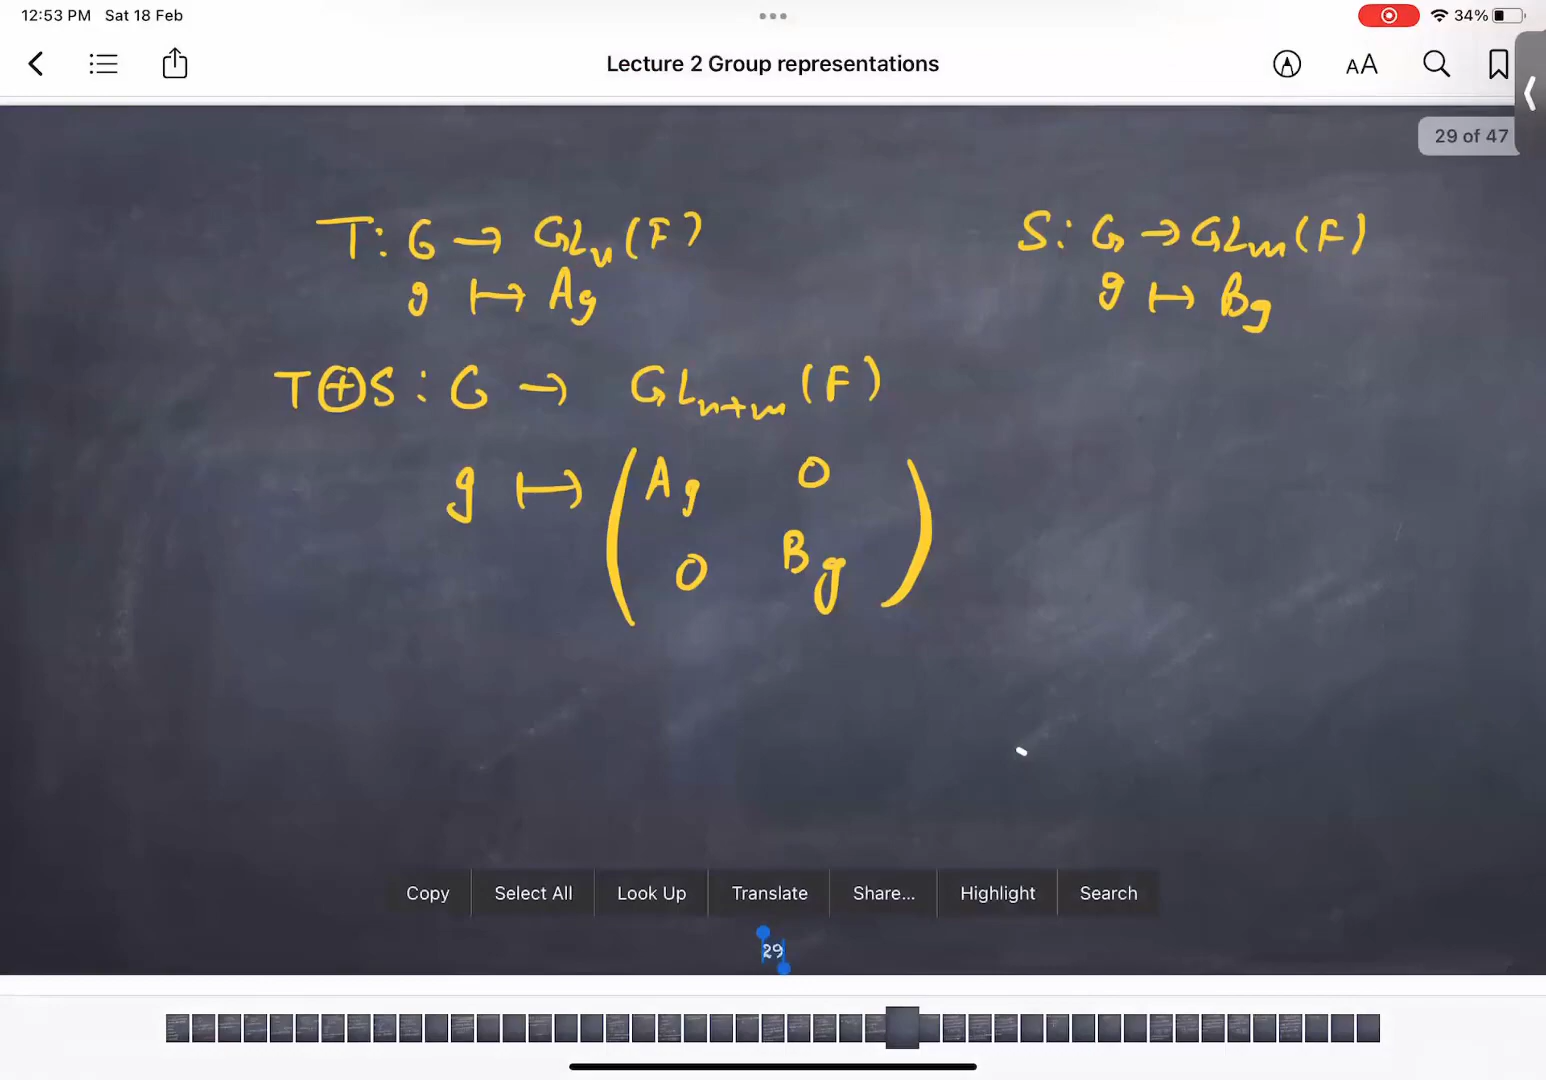 12:53 PM Sat 18 Feb
34%
Lecture 2 Group representations
AA
29 of 47
T: G → GLn(F)
g ↦ Ag
S: G → GLm(F)
g ↦ Bg
T⊕S : G → GLn+m(F)
g ↦ (Ag 0
0 Bg)
Copy Select All Look Up Translate Share... Highlight Search
29